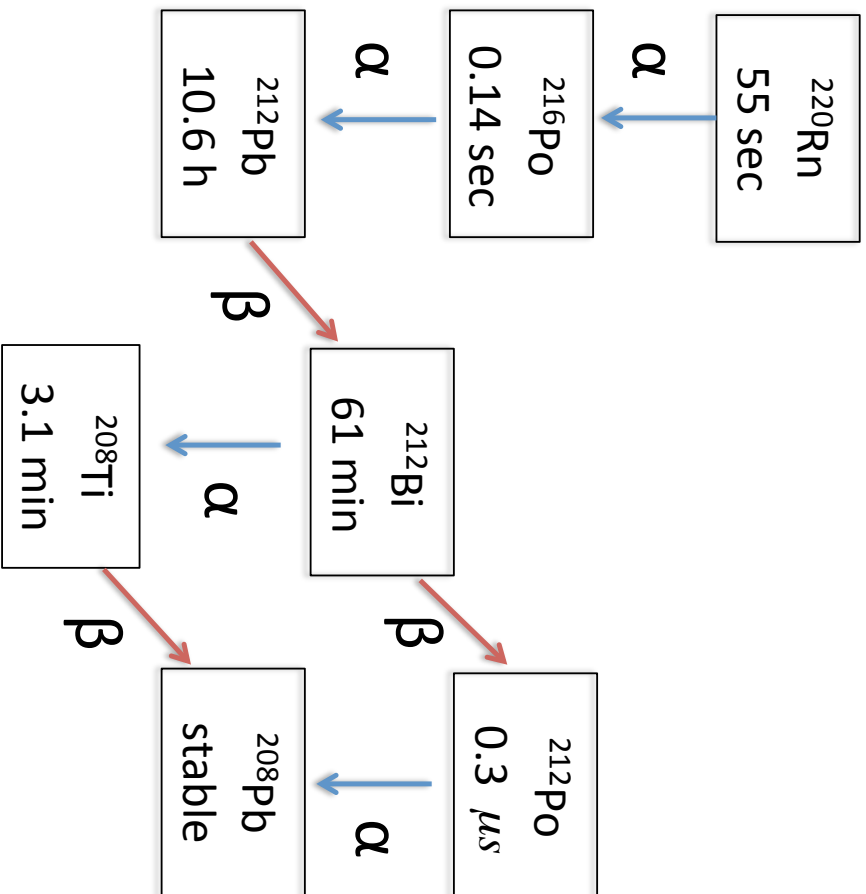 ²²⁰Rn
55 sec
α
²¹⁶Po
0.14 sec
α
²¹²Pb
10.6 h
β
²¹²Bi
61 min
α
²⁰⁸Ti
3.1 min
β
β
²¹²Po
0.3 μs
α
²⁰⁸Pb
stable